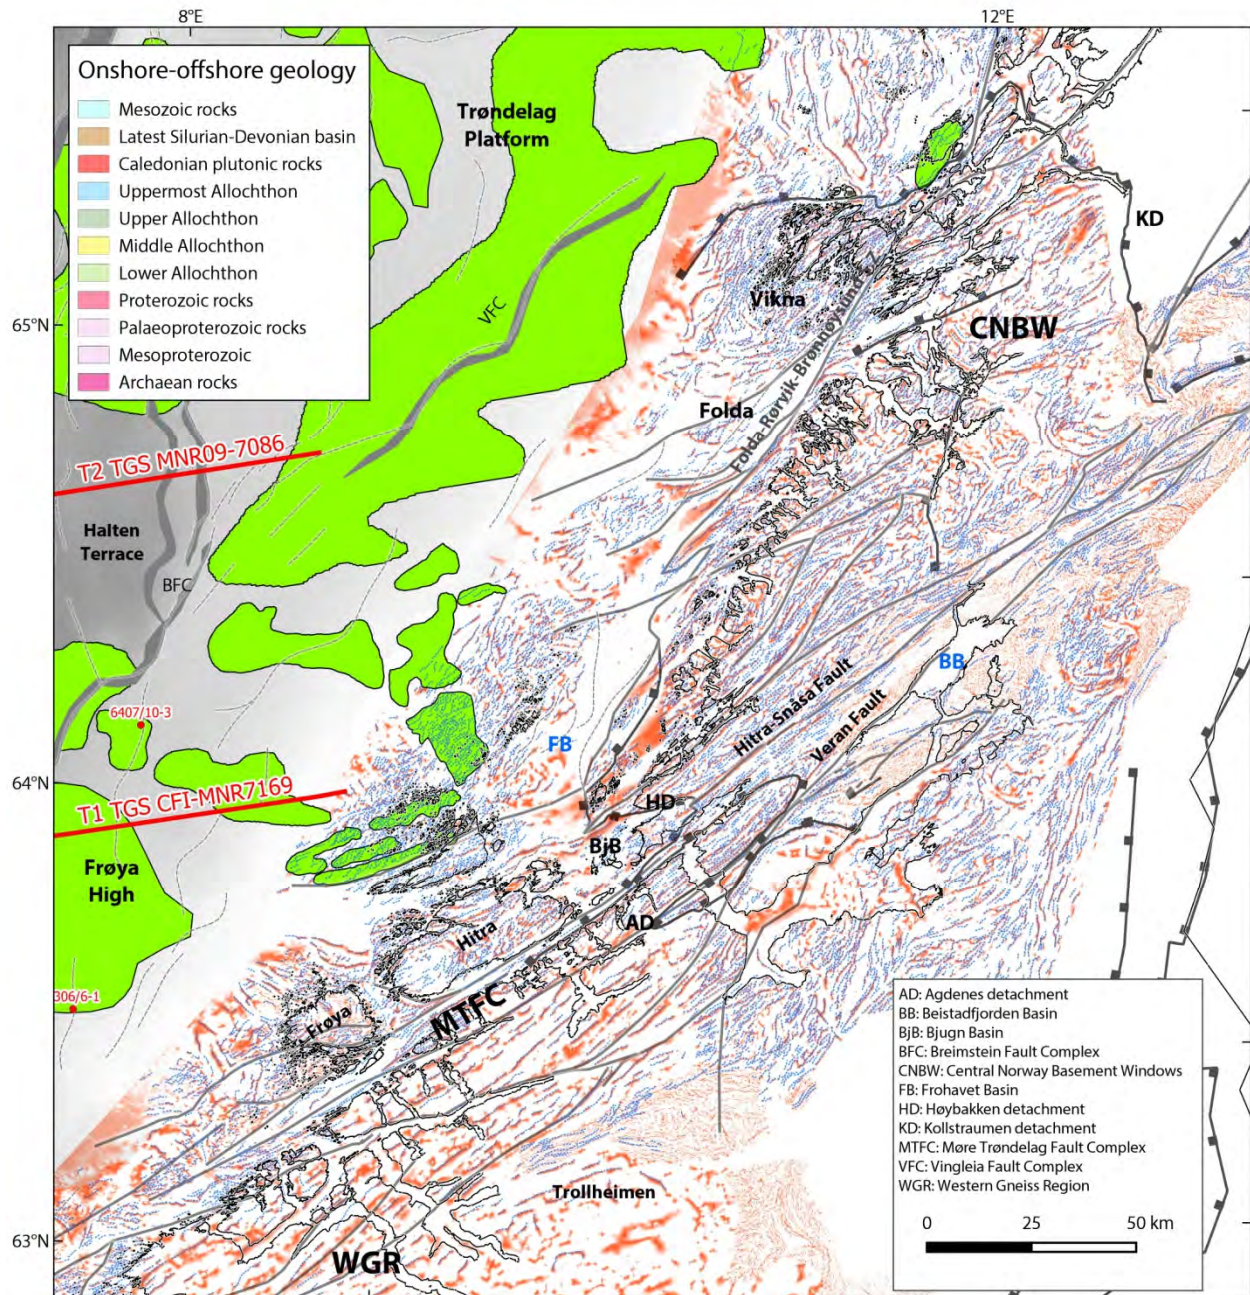 8°E
12°E
Onshore-offshore geology
Mesozoic rocks
Latest Silurian-Devonian basin
Caledonian plutonic rocks
Uppermost Allochthon
Upper Allochthon
Middle Allochthon
Lower Allochthon
Proterozoic rocks
Palaeoproterozoic rocks
Mesoproterozoic
Archaean rocks
Trøndelag
Platform
KD
Vikna
VFC
65°N
CNBW
Folda
Folda-Rørvik-Brønnøysund FZ
T2 TGS MNR09-7086
Halten
Terrace
BFC
BB
Hitra-Snåsa Fault
Veran Fault
6407/10-3
FB
64°N
T1 TGS CFI-MNR7169
HD
BjB
Frøya
High
AD
Hitra
306/6-1
MTFC
Frøya
AD: Agdenes detachment
BB: Beistadfjorden Basin
BjB: Bjugn Basin
BFC: Breimstein Fault Complex
CNBW: Central Norway Basement Windows
FB: Frohavet Basin
HD: Høybakken detachment
KD: Kollstraumen detachment
MTFC: Møre Trøndelag Fault Complex
VFC: Vingleia Fault Complex
WGR: Western Gneiss Region
0 25 50 km
Trollheimen
63°N
WGR